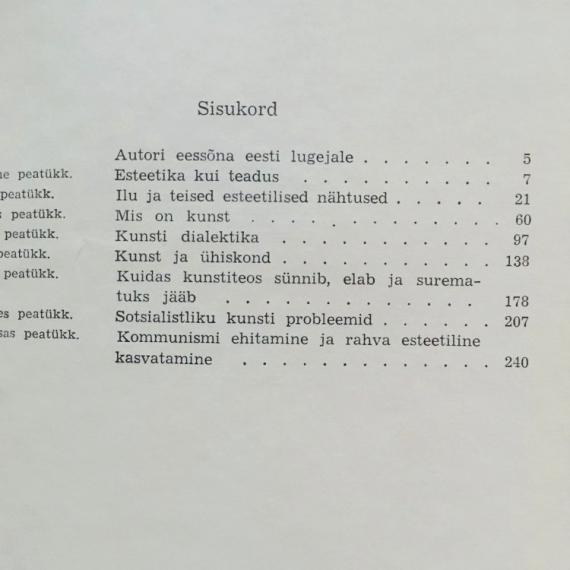 Sisukord
Autori eessõna eesti lugejale . . . . . . . 5
peatükk. Esteetika kui teadus . . . . . . . . . . 7
peatükk. Ilu ja teised esteetilised nähtused . . . . . 21
peatükk. Mis on kunst . . . . . . . . . . . . 60
peatükk. Kunsti dialektika . . . . . . . . . . . 97
peatükk. Kunst ja ühiskond . . . . . . . . . . . 138
peatükk. Kuidas kunstiteos sünnib, elab ja surema-
tuks jääb . . . . . . . . . . . . . 178
peatükk. Sotsialistliku kunsti probleemid . . . . . . 207
peatükk. Kommunismi ehitamine ja rahva esteetiline
kasvatamine . . . . . . . . . . . . . 240